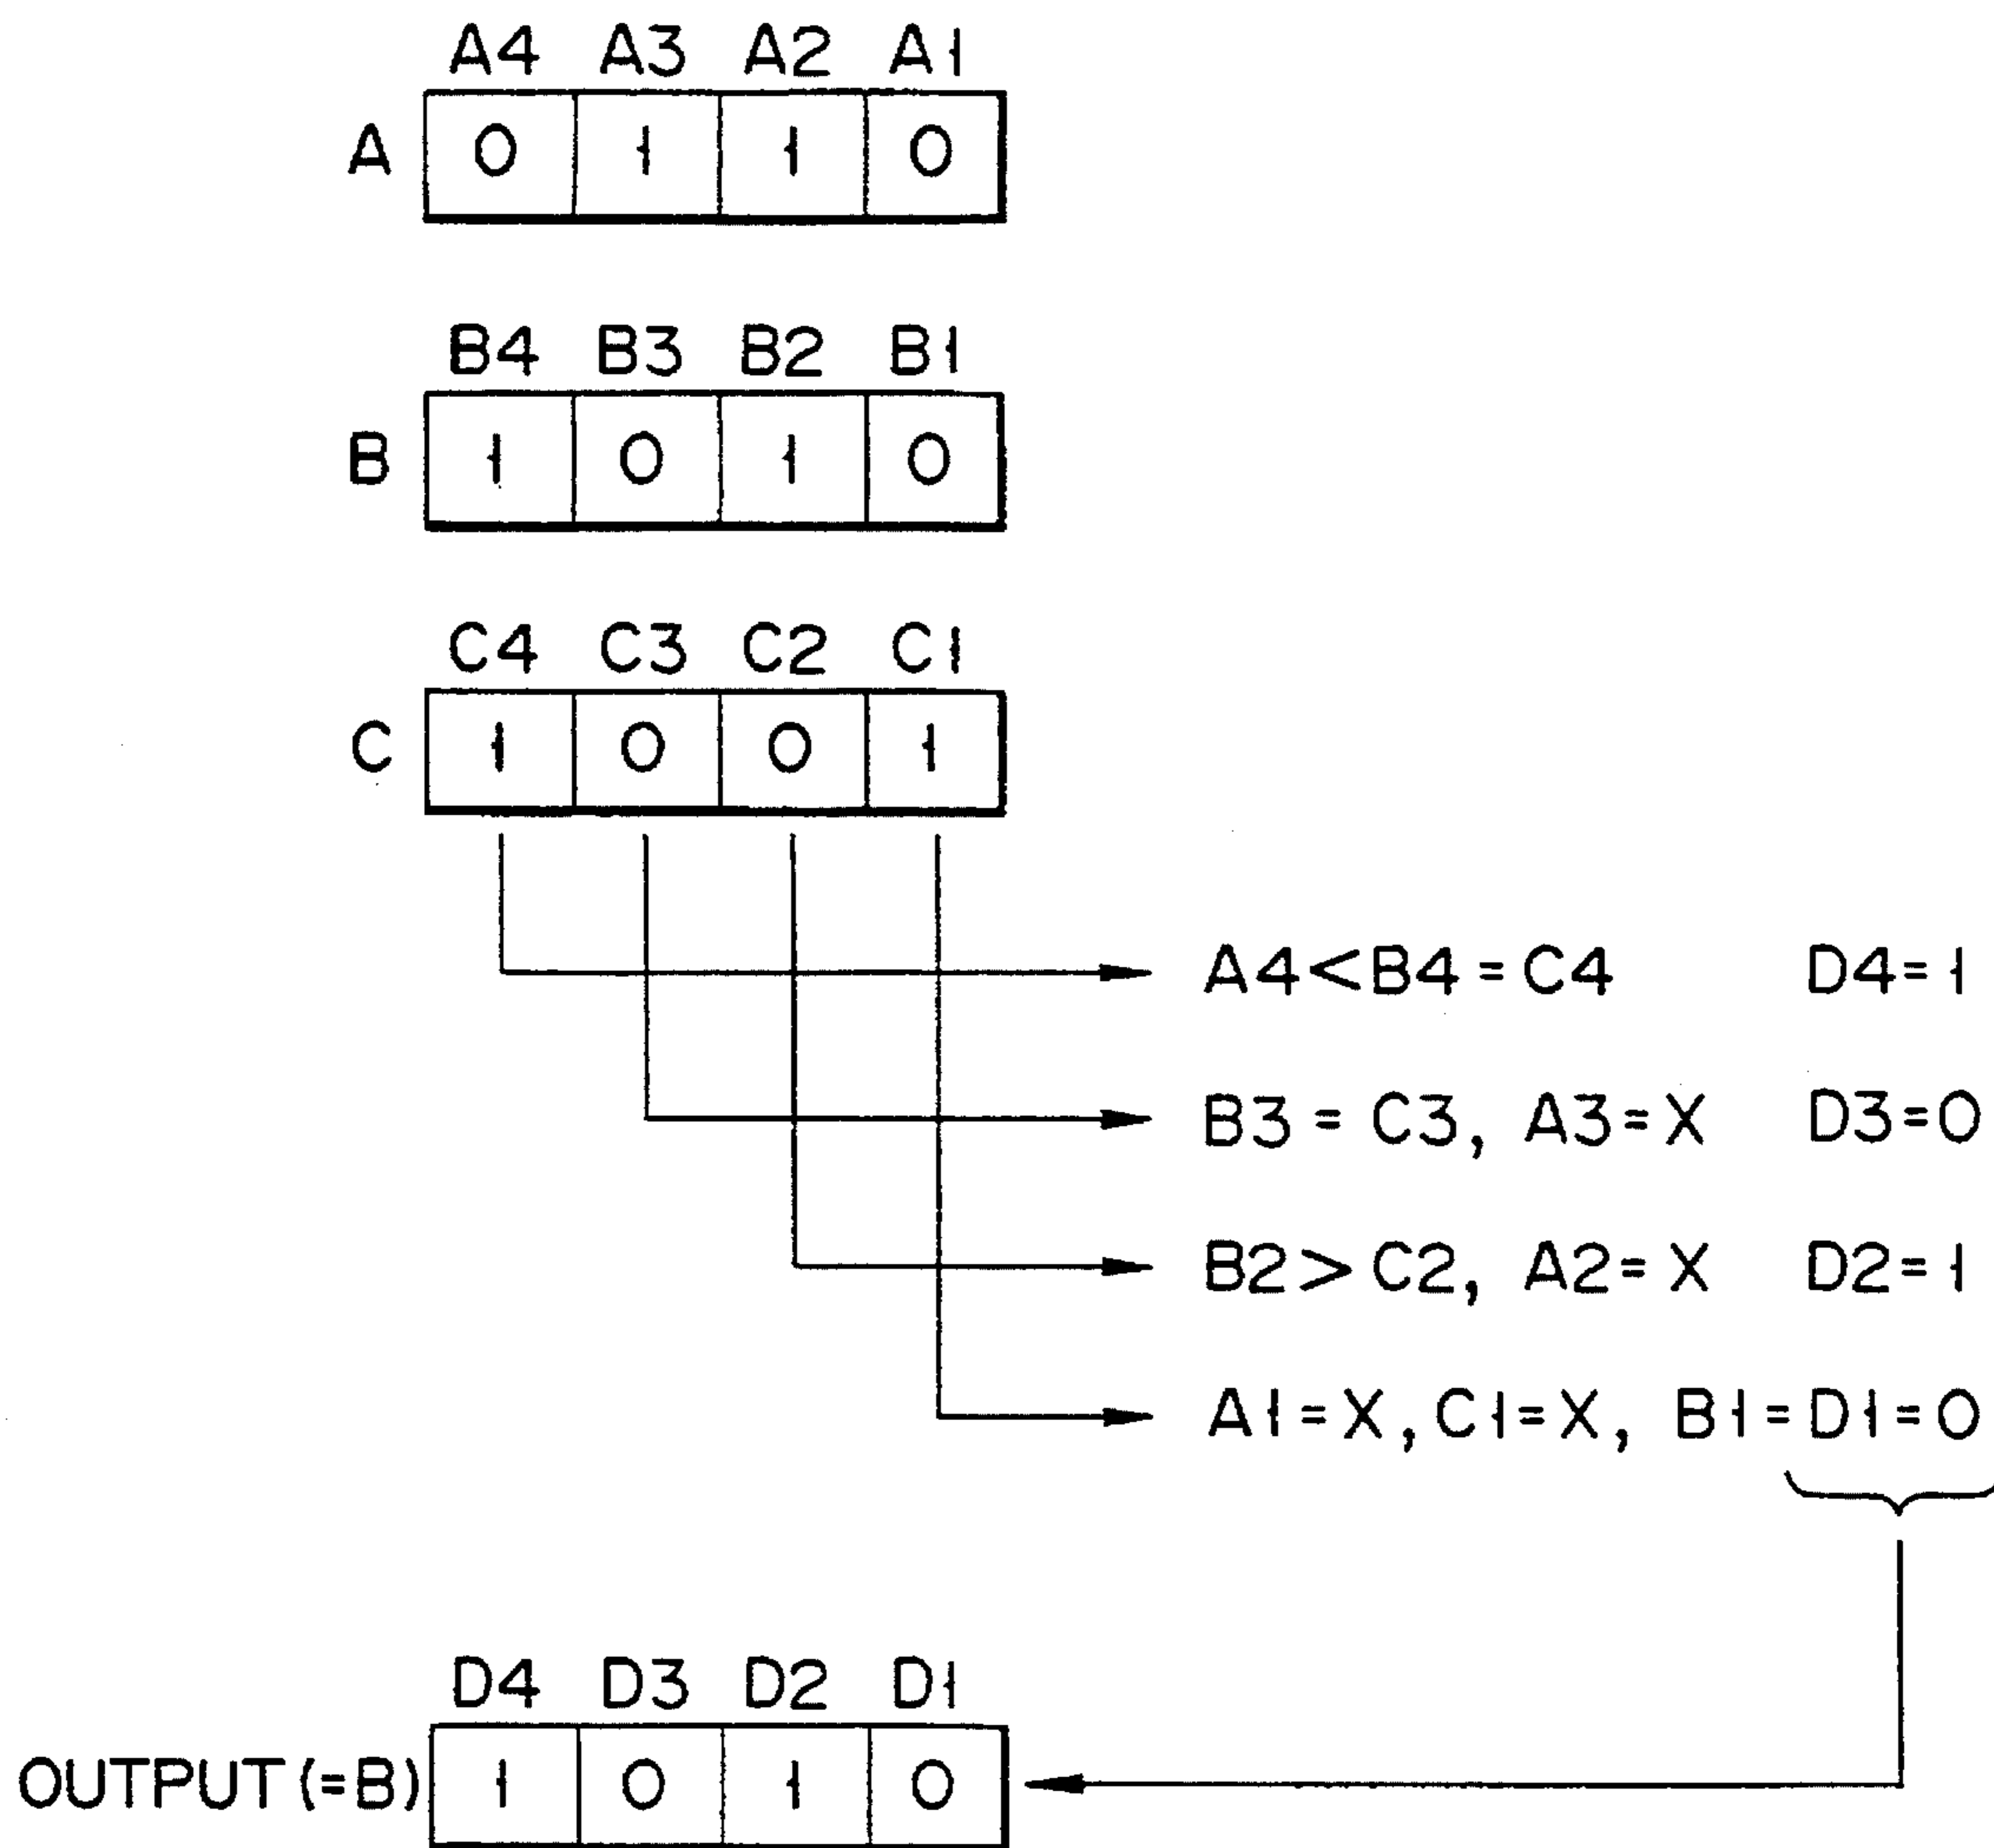 A4 A3 A2 A1
A 0 1 1 0
B4 B3 B2 B1
B 1 0 1 0
C4 C3 C2 C1
C 1 0 0 1
A4<B4=C4 D4=1
B3=C3, A3=X D3=0
B2>C2, A2=X D2=1
A1=X, C1=X, B1=D1=0
D4 D3 D2 D1
OUTPUT (=B) 1 0 1 0